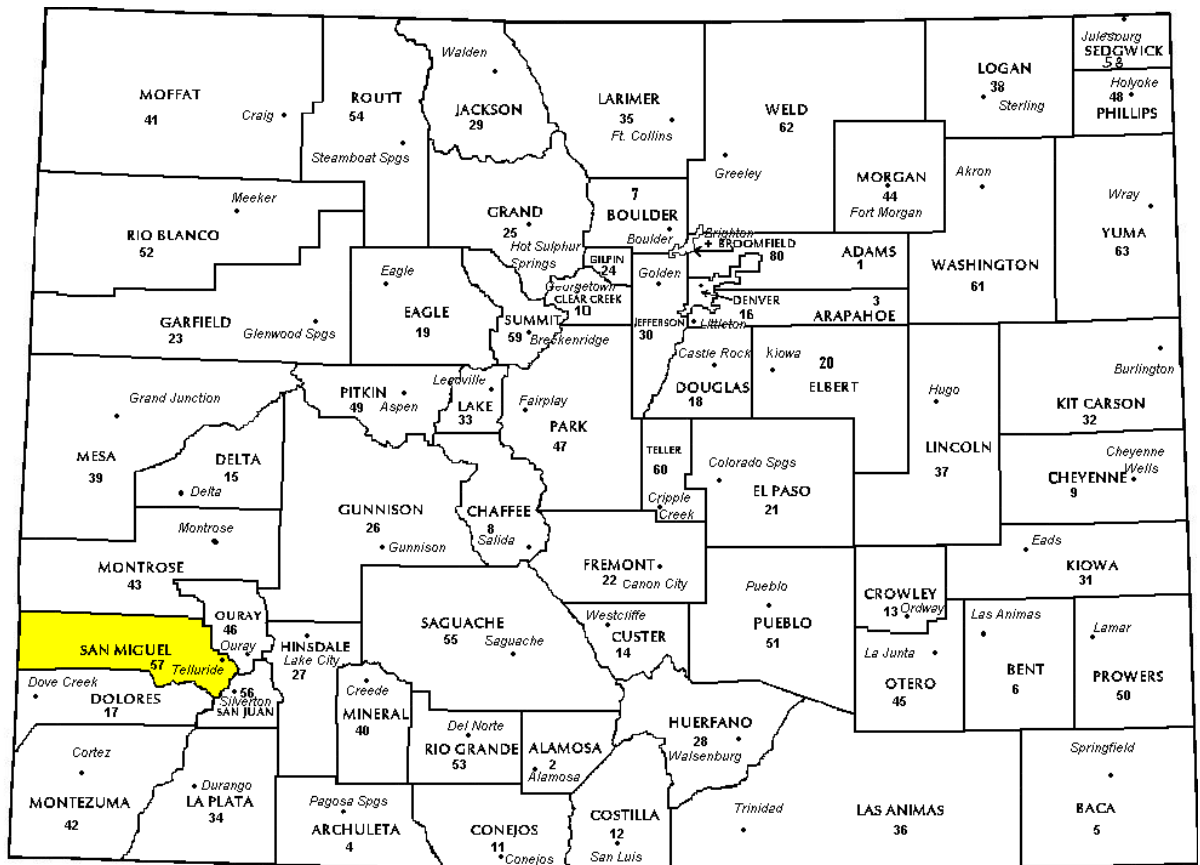 MOFFAT
41
Craig
ROUTT
54
Steamboat Spgs
Walden
JACKSON
29
LARIMER
35
Ft. Collins
WELD
62
Greeley
LOGAN
38
Sterling
Julesburg
SEDGWICK
58
Holyoke
48
PHILLIPS
MORGAN
44
Fort Morgan
Akron
WASHINGTON
61
Wray
YUMA
63
Meeker
RIO BLANCO
52
GRAND
25
Hot Sulphur
Springs
7
BOULDER
Boulder
Brighton
+ BROOMFIELD
80
ADAMS
1
GILPIN
24
Golden
Georgetown
CLEAR CREEK
10
DENVER
16
3
ARAPAHOE
Littleton
JEFFERSON
30
Eagle
EAGLE
19
SUMMIT
59
Breckenridge
GARFIELD
23
Glenwood Spgs
Castle Rock
DOUGLAS
18
kiowa
20
ELBERT
Hugo
LINCOLN
37
Burlington
KIT CARSON
32
Grand Junction
MESA
39
PITKIN
49
Aspen
Leadville
LAKE
33
Fairplay
PARK
47
TELLER
60
Cripple
Creek
Colorado Spgs
EL PASO
21
Cheyenne
Wells
CHEYENNE
9
DELTA
15
Delta
GUNNISON
26
Gunnison
CHAFFEE
8
Salida
Montrose
MONTROSE
43
FREMONT
22
Canon City
Pueblo
PUEBLO
51
CROWLEY
13
Ordway
Eads
KIOWA
31
OURAY
46
Ouray
SAN MIGUEL
57
Telluride
HINSDALE
Lake City
27
SAGUACHE
55
Saguache
Westcliffe
CUSTER
14
La Junta
OTERO
45
Las Animas
BENT
6
Lamar
PROWERS
50
Dove Creek
DOLORES
17
56
Silverton
SAN JUAN
Creede
MINERAL
40
Del Norte
RIO GRANDE
53
ALAMOSA
2
Alamosa
HUERFANO
28
Walsenburg
Cortez
MONTEZUMA
42
Durango
LA PLATA
34
Pagosa Spgs
ARCHULETA
4
CONEJOS
11
Conejos
COSTILLA
12
San Luis
Trinidad
LAS ANIMAS
36
Springfield
BACA
5